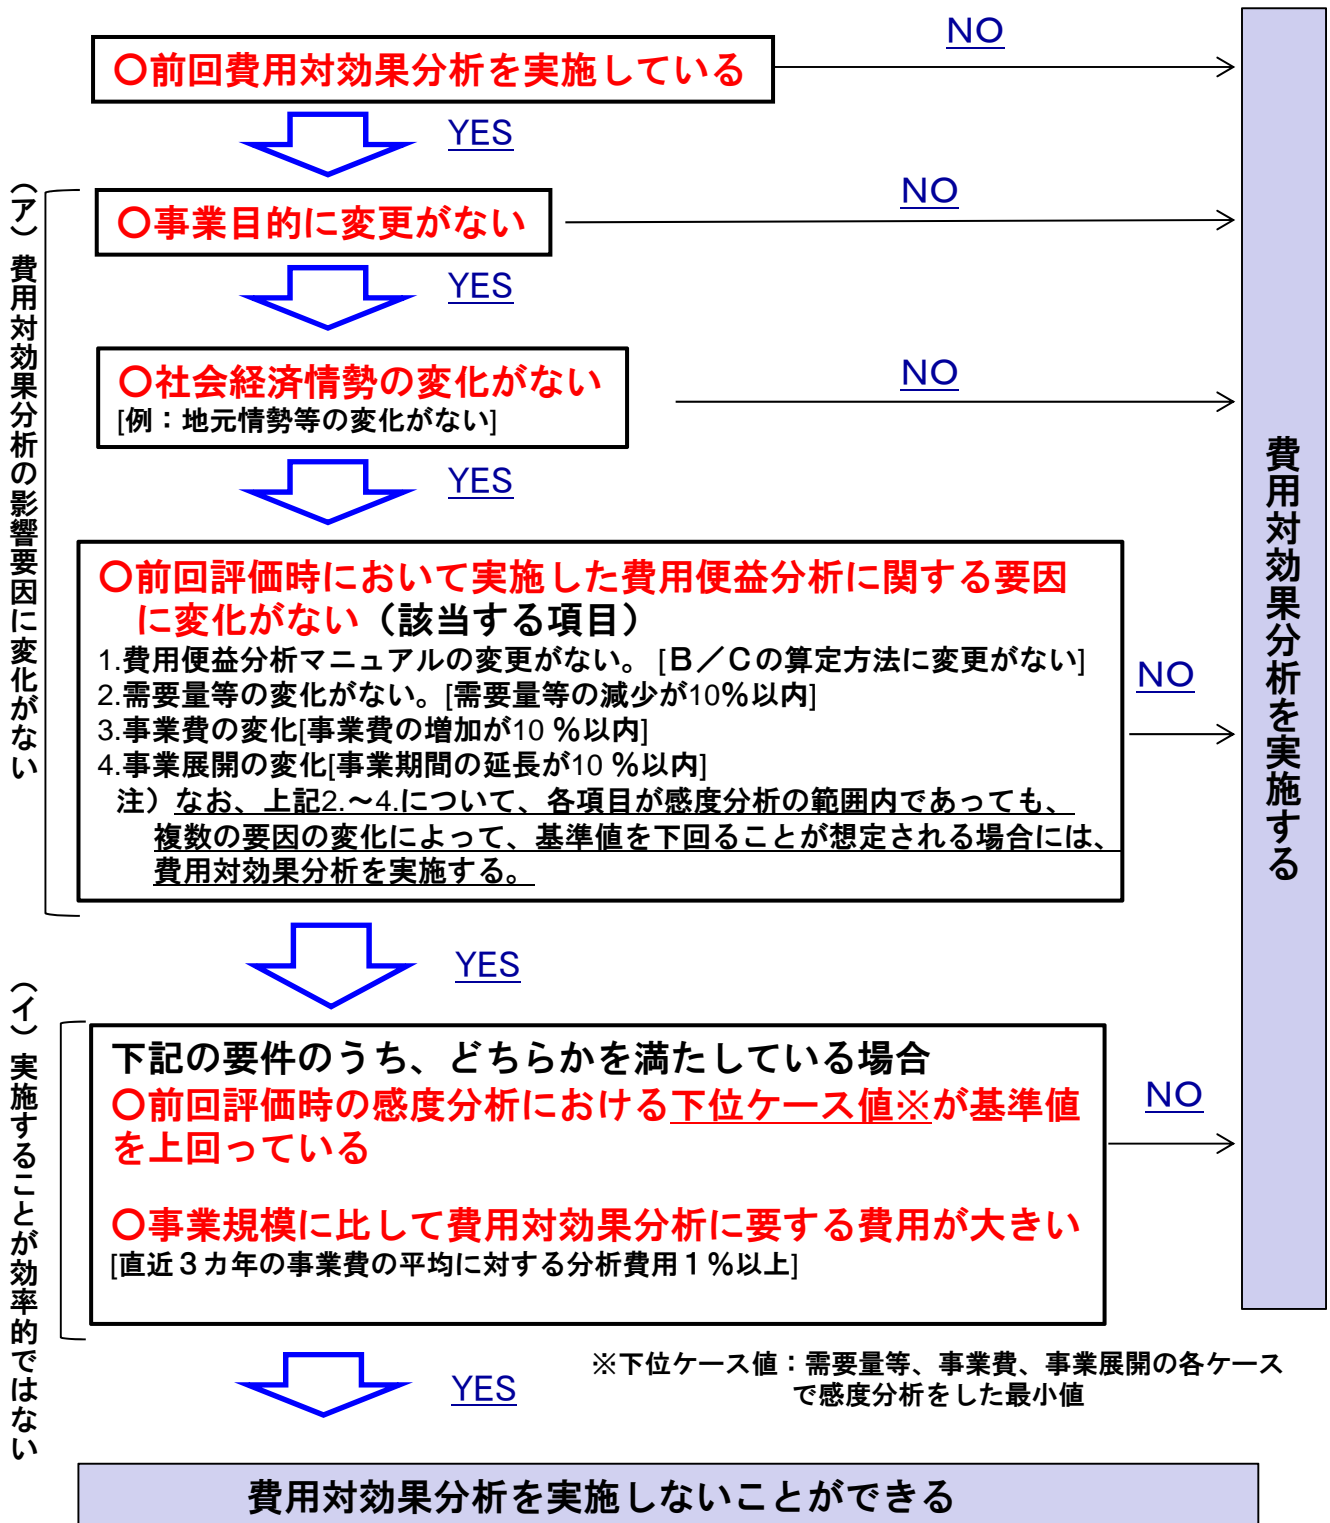 NO
○前回費用対効果分析を実施している
YES
(ア) 費用対効果分析の影響要因に変化がない
NO
○事業目的に変更がない
YES
NO
○社会経済情勢の変化がない
[例：地元情勢等の変化がない]
YES
○前回評価時において実施した費用便益分析に関する要因
に変化がない（該当する項目）
1.費用便益分析マニュアルの変更がない。 [Ｂ／Ｃの算定方法に変更がない]
2.需要量等の変化がない。[需要量等の減少が10%以内]
3.事業費の変化[事業費の増加が10 %以内]
4.事業展開の変化[事業期間の延長が10 %以内]
注）なお、上記2.～4.について、各項目が感度分析の範囲内であっても、
複数の要因の変化によって、基準値を下回ることが想定される場合には、
費用対効果分析を実施する。
NO
費用対効果分析を実施する
YES
(イ) 実施することが効率的ではない
下記の要件のうち、どちらかを満たしている場合
○前回評価時の感度分析における下位ケース値※が基準値
を上回っている
○事業規模に比して費用対効果分析に要する費用が大きい
[直近３カ年の事業費の平均に対する分析費用１%以上]
NO
YES
※下位ケース値：需要量等、事業費、事業展開の各ケース
で感度分析をした最小値
費用対効果分析を実施しないことができる